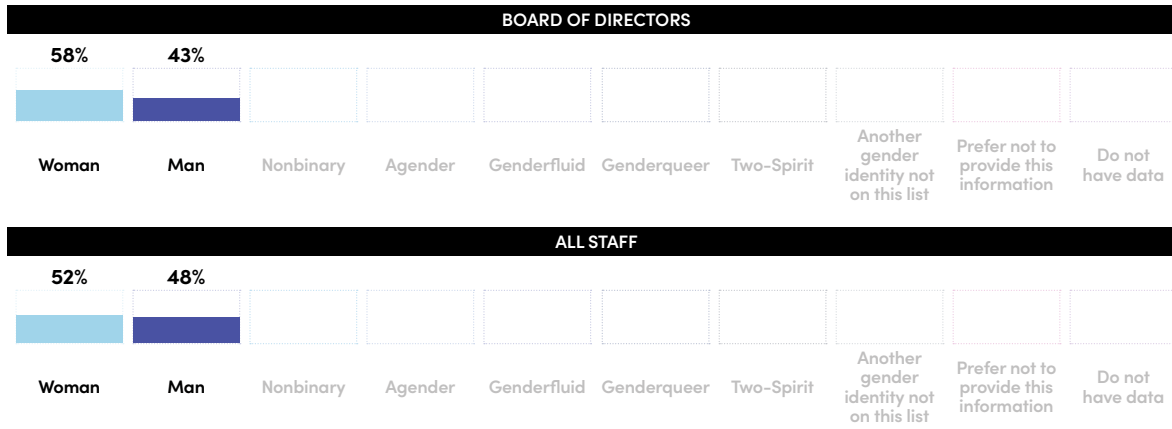 BOARD OF DIRECTORS
58% 43%
Woman Man Nonbinary Agender Genderfluid Genderqueer Two-Spirit
Another
gender
identity not
on this list
Prefer not to
provide this
information
Do not
have data
ALL STAFF
52% 48%
Woman Man Nonbinary Agender Genderfluid Genderqueer Two-Spirit
Another
gender
identity not
on this list
Prefer not to
provide this
information
Do not
have data